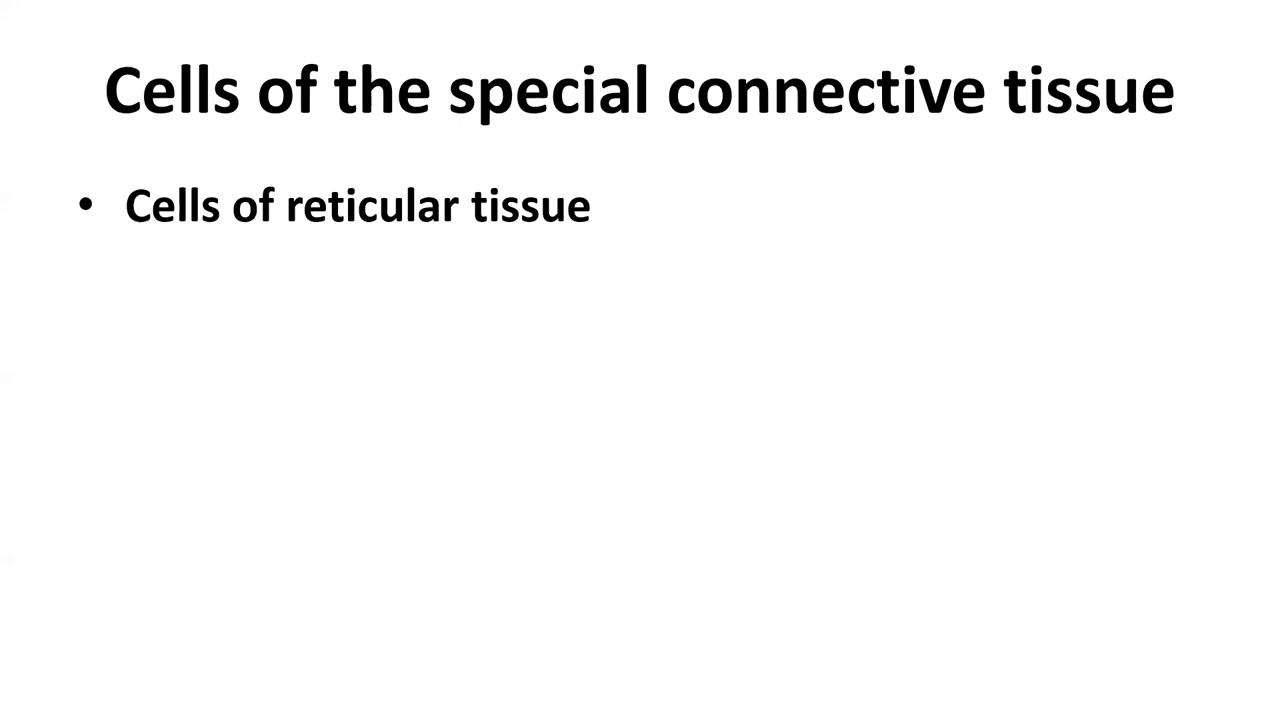 Cells of the special connective tissue
• Cells of reticular tissue